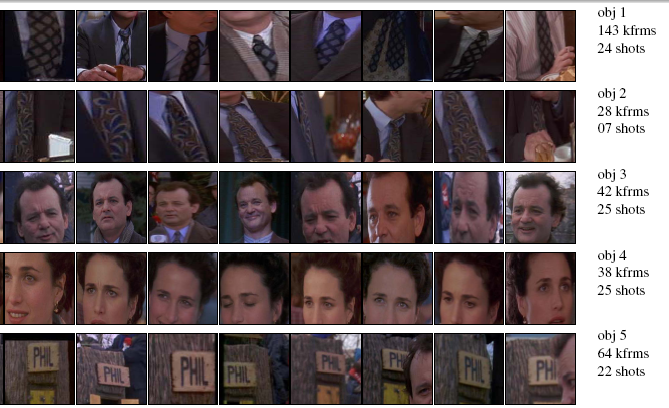 obj 1
143 kfrms
24 shots
obj 2
28 kfrms
07 shots
obj 3
42 kfrms
25 shots
obj 4
38 kfrms
25 shots
PHIL PHIL PHIL PHIL PHIL PHIL PHIL PHI
obj 5
64 kfrms
22 shots